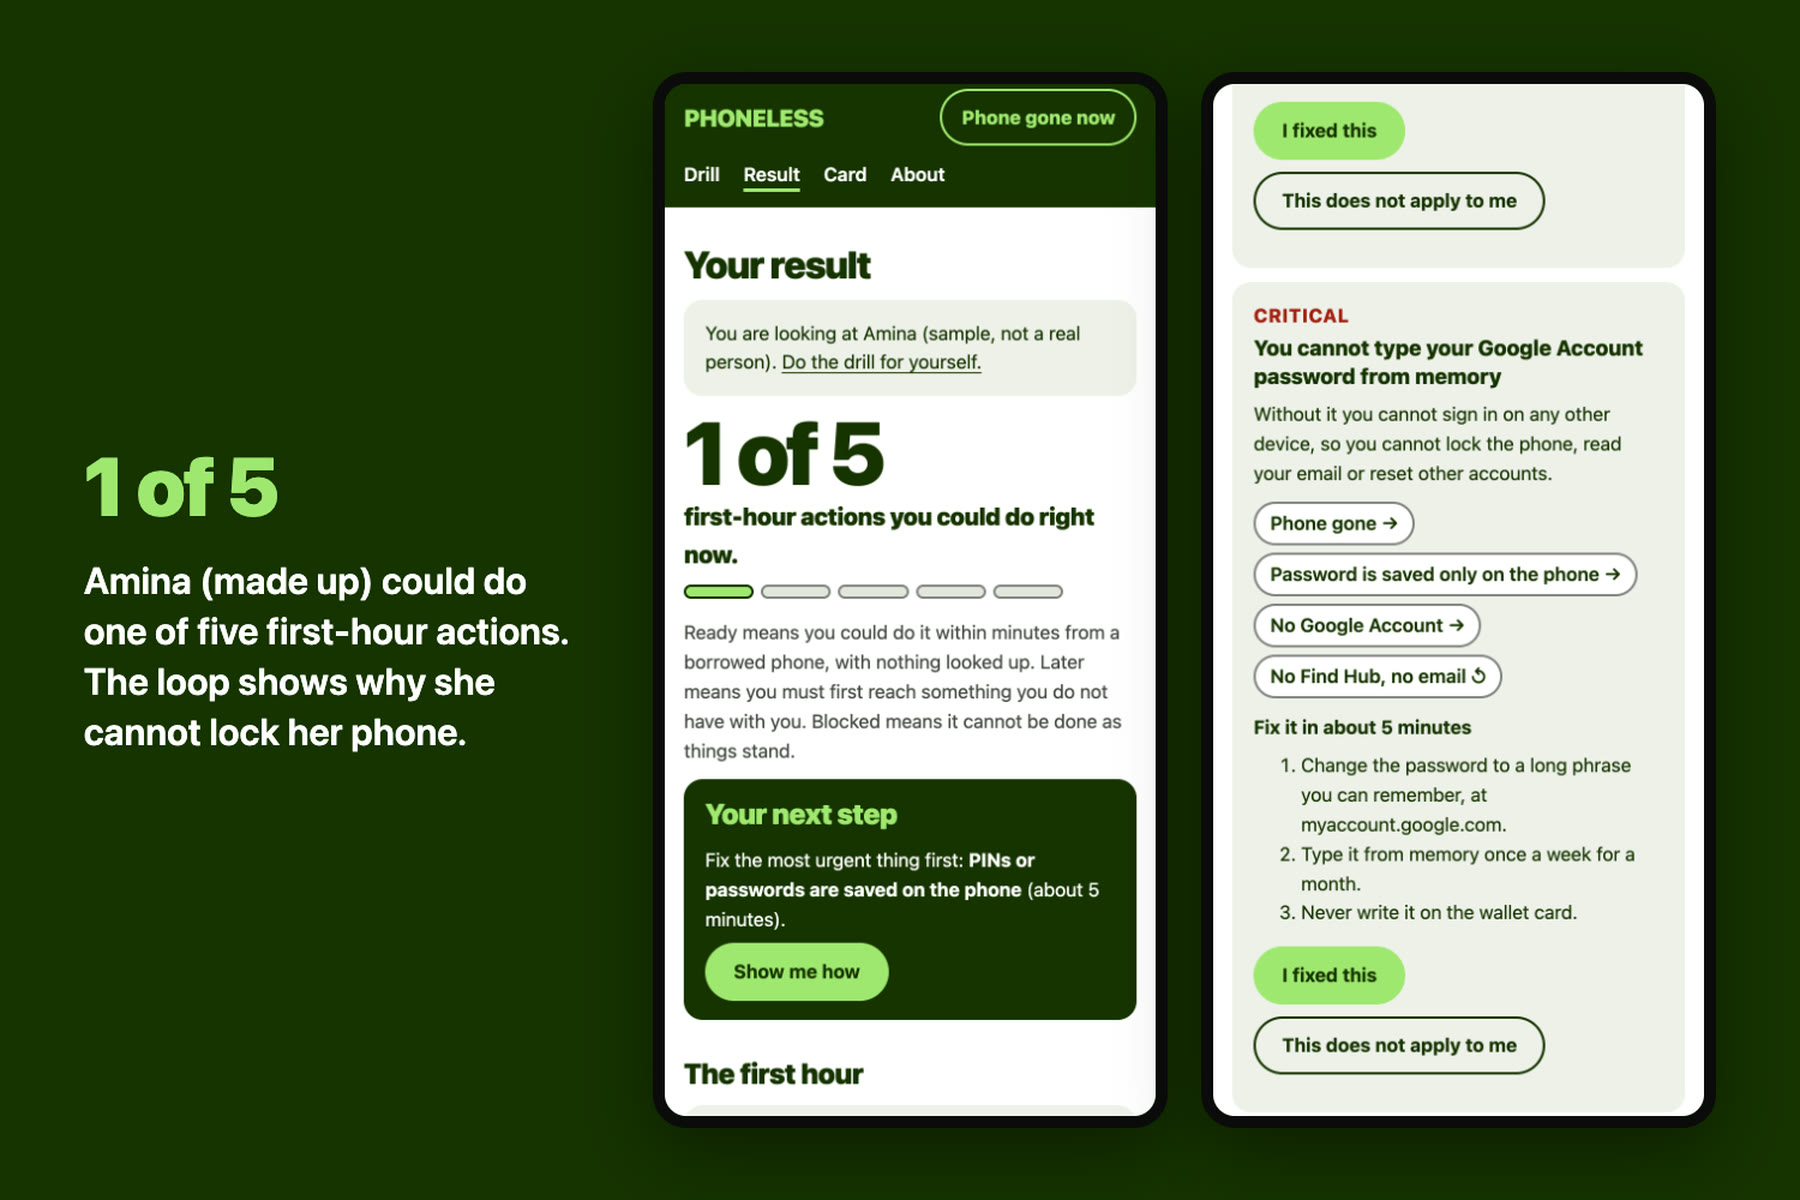 1 of 5
Amina (made up) could do
one of five first-hour actions.
The loop shows why she
cannot lock her phone.
PHONELESS
Phone gone now
Drill
Result
Card
About
Your result
You are looking at Amina (sample, not a real
person). Do the drill for yourself.
1 of 5
first-hour actions you could do right
now.
Ready means you could do it within minutes from a
borrowed phone, with nothing looked up. Later
means you must first reach something you do not
have with you. Blocked means it cannot be done as
things stand.
Your next step
Fix the most urgent thing first: PINs or
passwords are saved on the phone (about 5
minutes).
Show me how
The first hour
I fixed this
This does not apply to me
CRITICAL
You cannot type your Google Account
password from memory
Without it you cannot sign in on any other
device, so you cannot lock the phone, read
your email or reset other accounts.
Phone gone →
Password is saved only on the phone →
No Google Account →
No Find Hub, no email ↺
Fix it in about 5 minutes
1. Change the password to a long phrase
you can remember, at
myaccount.google.com.
2. Type it from memory once a week for a
month.
3. Never write it on the wallet card.
I fixed this
This does not apply to me